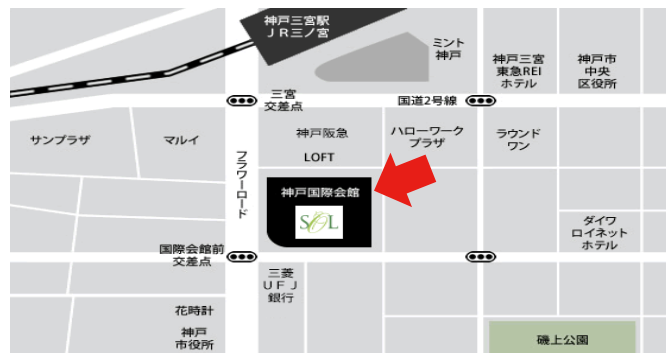 神戸三宮駅
ＪＲ三ノ宮
ミント
神戸
神戸三宮
東急REI
ホテル
神戸市
中央
区役所
三宮
交差点
国道2号線
サンプラザ
マルイ
フラワーロード
神戸阪急
LOFT
ハローワーク
プラザ
ラウンド
ワン
神戸国際会館
SOL
ダイワ
ロイネット
ホテル
国際会館前
交差点
三菱
ＵＦＪ
銀行
花時計
神戸
市役所
磯上公園